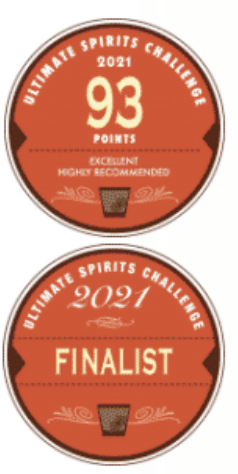 ULTIMATE SPIRITS CHALLENGE
2021
93
POINTS
EXCELLENT
HIGHLY RECOMMENDED
ULTIMATE SPIRITS CHALLENGE
2021
FINALIST